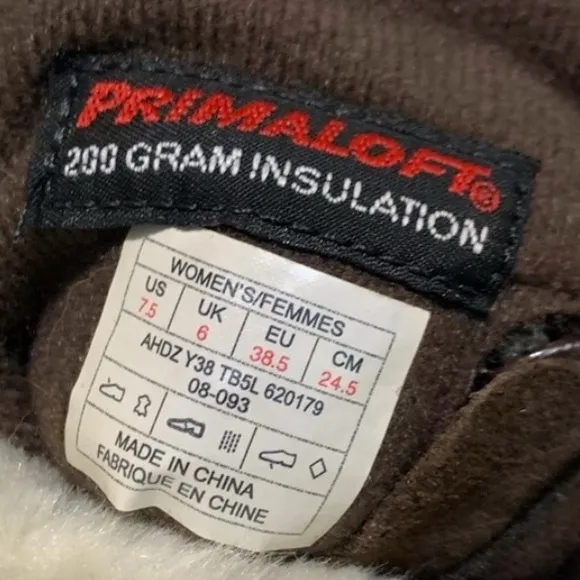 PRIMALOFT®
200 GRAM INSULATION
WOMEN'S/FEMMES
US UK EU CM
7.5 6 38.5 24.5
AHDZ Y38 TB5L 620179
08-093
MADE IN CHINA
FABRIQUE EN CHINE